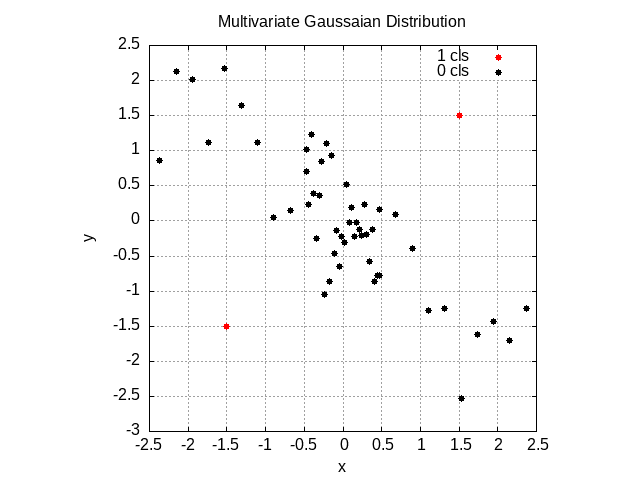 Multivariate Gaussaian Distribution
1 cls
0 cls
2.5
2
1.5
1
0.5
0
-0.5
-1
-1.5
-2
-2.5
-3
y
-2.5 -2 -1.5 -1 -0.5 0 0.5 1 1.5 2 2.5
x